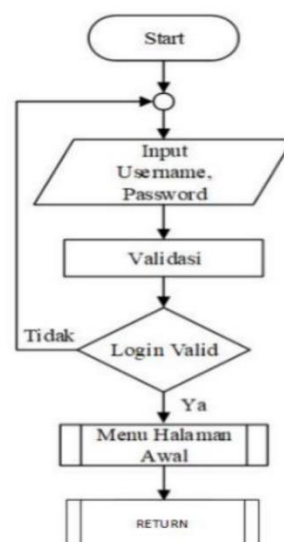 Start
Input
Username,
Password
Validasi
Tidak
Login Valid
Ya
Menu Halaman
Awal
RETURN